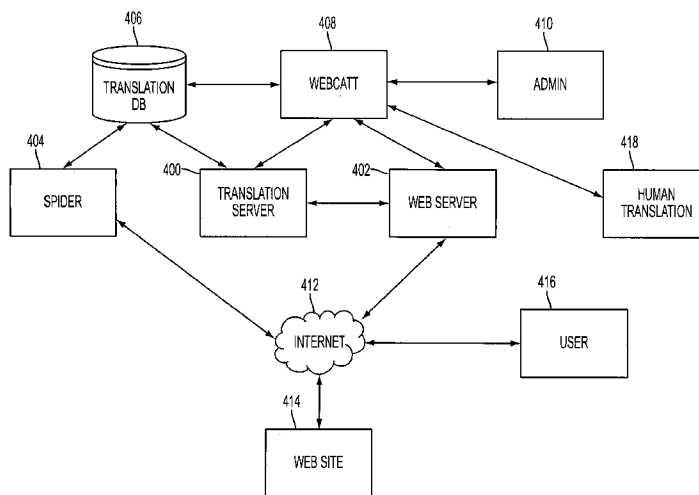 406
408
410
TRANSLATION
DB
WEBCATT
ADMIN
404
400
402
418
SPIDER
TRANSLATION
SERVER
WEB SERVER
HUMAN
TRANSLATION
412
416
INTERNET
USER
414
WEB SITE